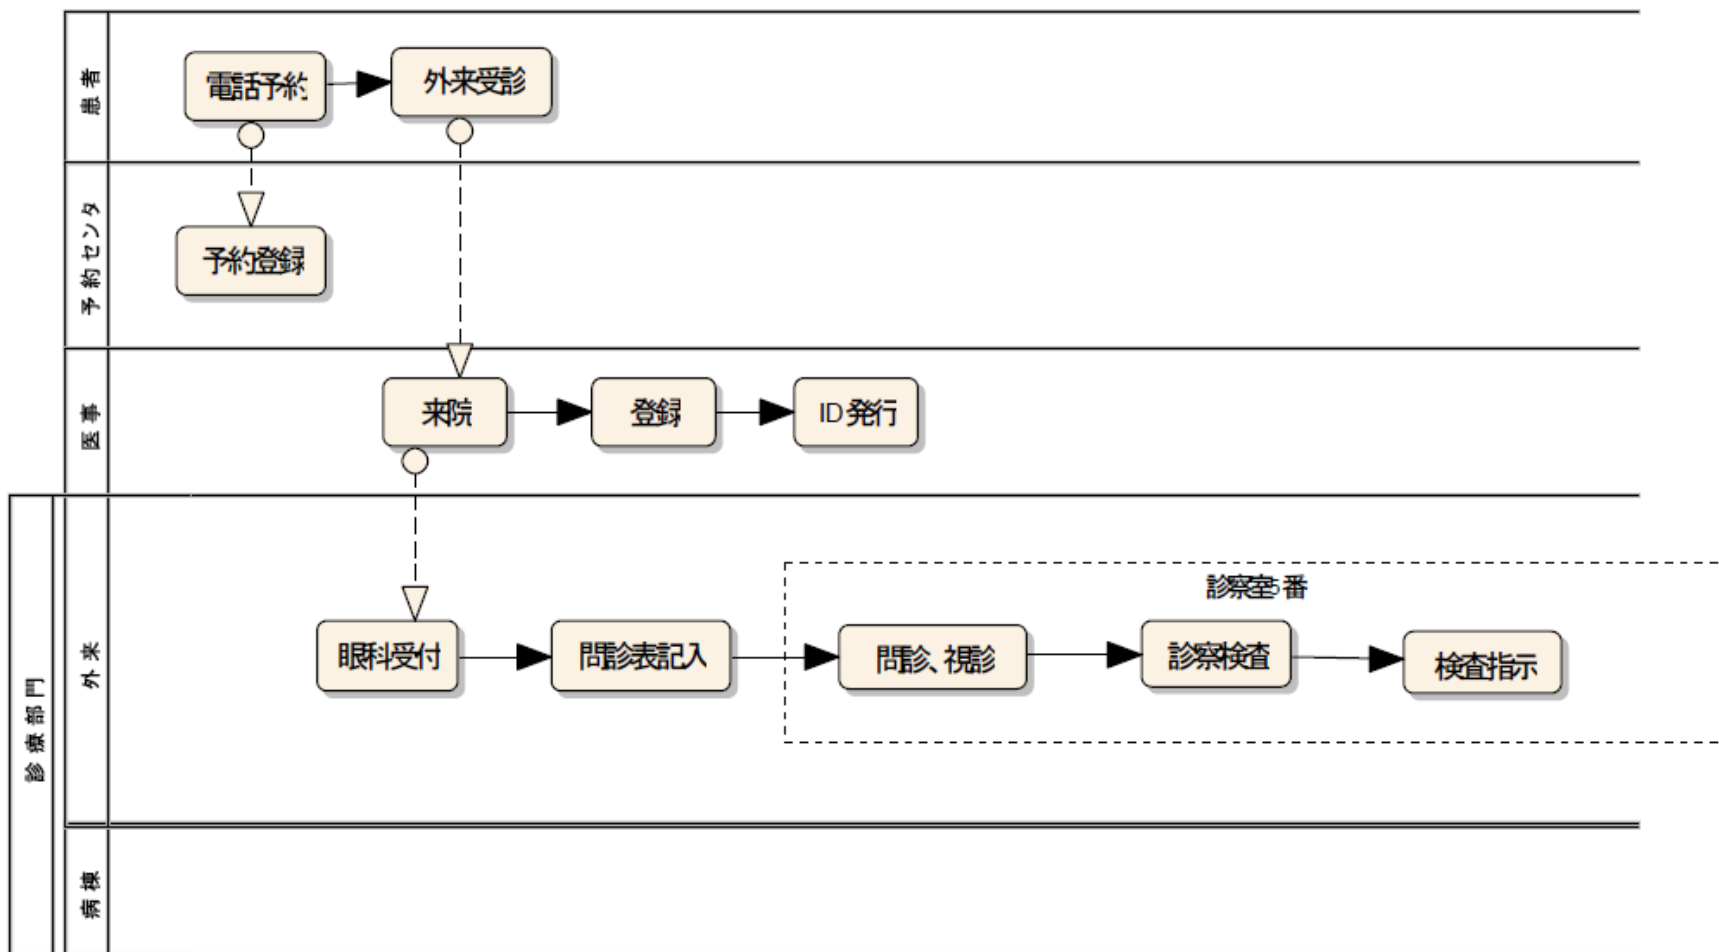 患者
電話予約
外来受診
予約センタ
予約登録
医事
来院
登録
ID発行
診療部門
外来
診察室5番
眼科受付
問診表記入
問診、視診
診察検査
検査指示
病棟